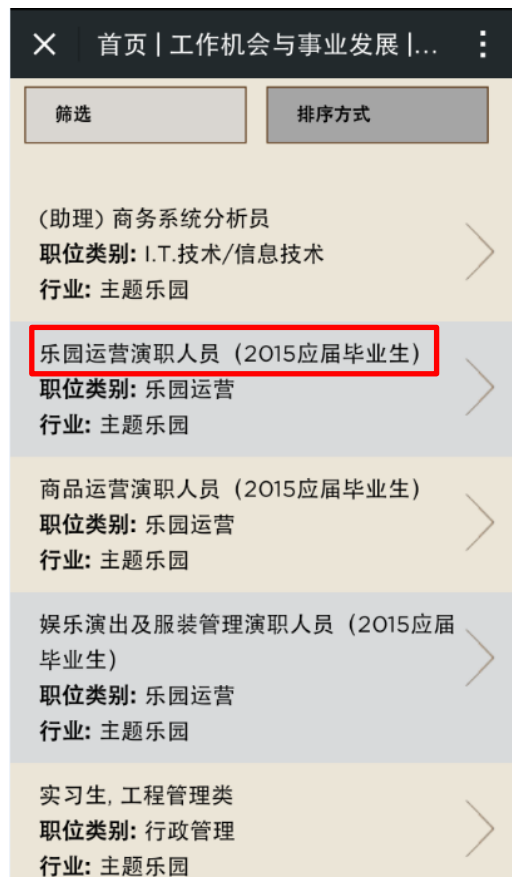 首页 | 工作机会与事业发展 |...
筛选
排序方式
(助理) 商务系统分析员
职位类别: I.T.技术/信息技术
行业: 主题乐园
乐园运营演职人员（2015应届毕业生）
职位类别: 乐园运营
行业: 主题乐园
商品运营演职人员（2015应届毕业生）
职位类别: 乐园运营
行业: 主题乐园
娱乐演出及服装管理演职人员（2015应届
毕业生）
职位类别: 乐园运营
行业: 主题乐园
实习生, 工程管理类
职位类别: 行政管理
行业: 主题乐园